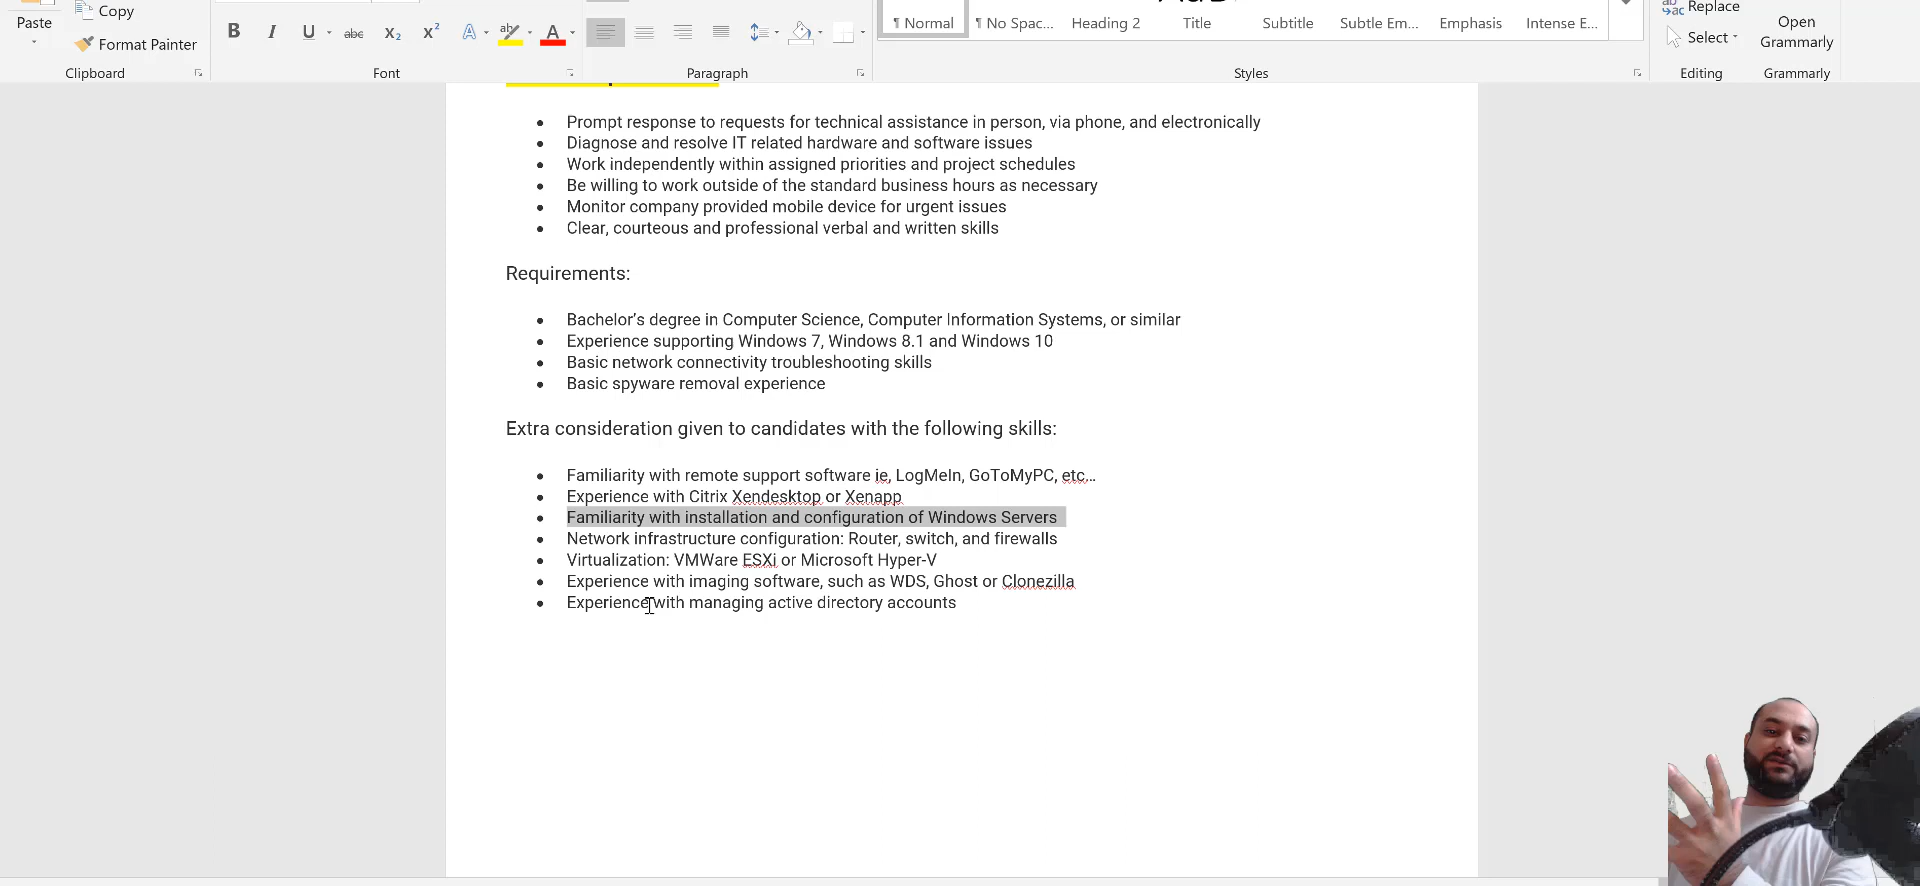 Paste
Copy
Format Painter
Clipboard
B I U abc X₂ X² A ab A
Font
Paragraph
¶ Normal
¶ No Spac...
Heading 2
Title
Subtitle
Subtle Em...
Emphasis
Intense E...
Styles
Replace
Select
Editing
Open
Grammarly
Grammarly
• Prompt response to requests for technical assistance in person, via phone, and electronically
• Diagnose and resolve IT related hardware and software issues
• Work independently within assigned priorities and project schedules
• Be willing to work outside of the standard business hours as necessary
• Monitor company provided mobile device for urgent issues
• Clear, courteous and professional verbal and written skills
Requirements:
• Bachelor’s degree in Computer Science, Computer Information Systems, or similar
• Experience supporting Windows 7, Windows 8.1 and Windows 10
• Basic network connectivity troubleshooting skills
• Basic spyware removal experience
Extra consideration given to candidates with the following skills:
• Familiarity with remote support software ie, LogMeIn, GoToMyPC, etc…
• Experience with Citrix Xendesktop or Xenapp
• Familiarity with installation and configuration of Windows Servers
• Network infrastructure configuration: Router, switch, and firewalls
• Virtualization: VMWare ESXi or Microsoft Hyper-V
• Experience with imaging software, such as WDS, Ghost or Clonezilla
• Experience with managing active directory accounts